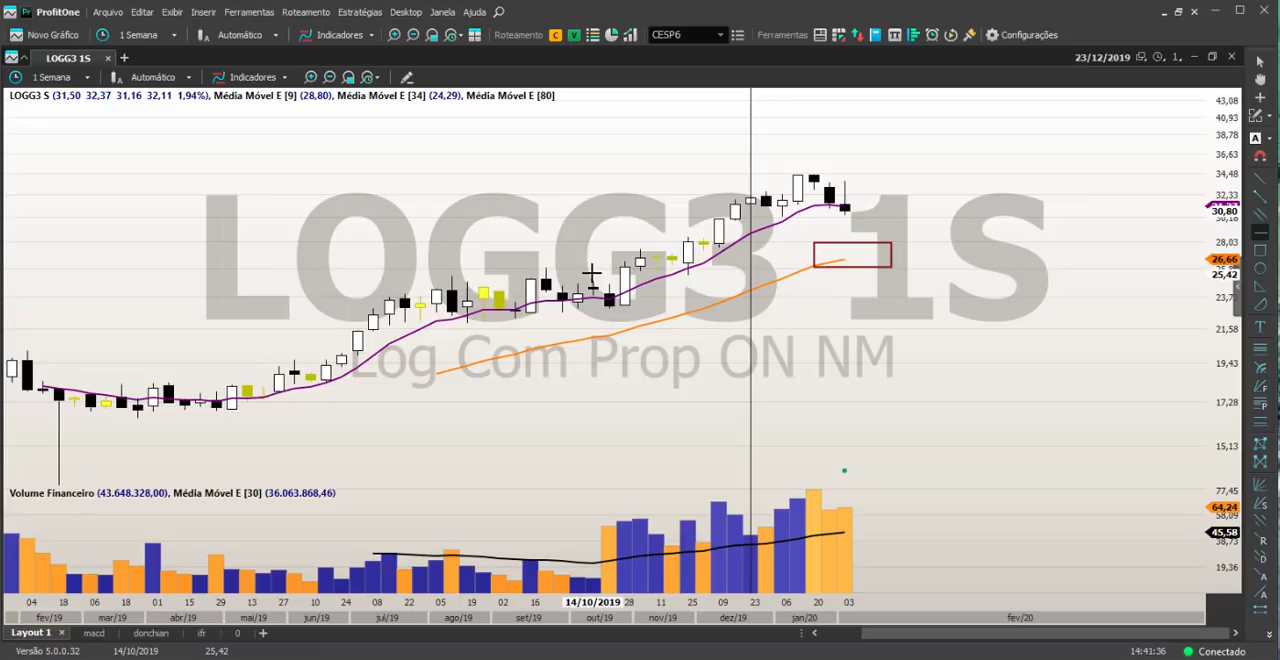 ProfitOne Arquivo Editar Exibir Inserir Ferramentas Roteamento Estratégias Desktop Janela Ajuda
Novo Gráfico 1 Semana Automático Indicadores Roteamento C V CESP6 Ferramentas Configurações
LOGG3 1S × + 23/12/2019 1,
1 Semana Automático Indicadores
LOGG3 S (31,50 32,37 31,16 32,11 1,94%), Média Móvel E [9] (28,80), Média Móvel E [34] (24,29), Média Móvel E [80]
43,08
40,93
38,78
36,63
34,48
32,33
30,80
30,18
28,03
26,66
25,42
21,58
19,43
17,28
15,13
LOGG3 1S
Log Com Prop ON NM
Volume Financeiro (43.648.328,00), Média Móvel E [30] (36.063.868,46)
77,45
64,24
58,09
45,58
38,73
19,36
04 18 06 18 01 15 29 13 27 10 24 08 22 05 19 02 16 14/10/2019 28 11 25 09 23 06 20 03
fev/19 mar/19 abr/19 mai/19 jun/19 jul/19 ago/19 set/19 out/19 nov/19 dez/19 jan/20 fev/20
Layout 1 × macd donchian ifr 0 +
Versão 5.0.0.32 14/10/2019 25,42 14:41:36 Conectado